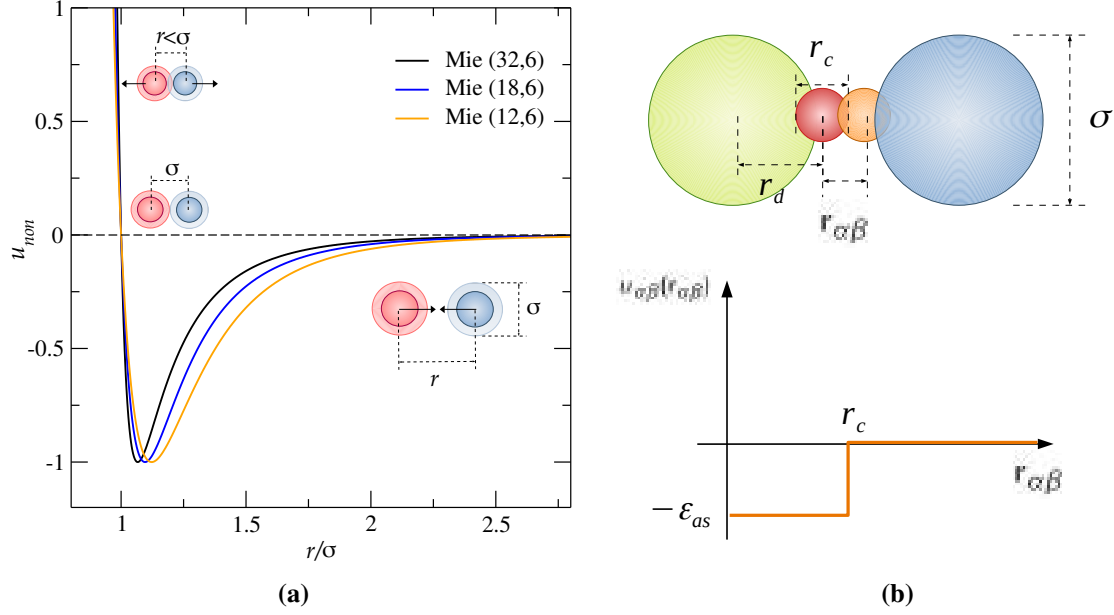 1
0.5
0
-0.5
-1
u_non
1
1.5
2
2.5
r/σ
r<σ
σ
σ
r
Mie (32,6)
Mie (18,6)
Mie (12,6)
(a)
r_c
r_d
r_αβ
σ
u_αβ(r_αβ)
r_c
r_αβ
−ε_as
(b)